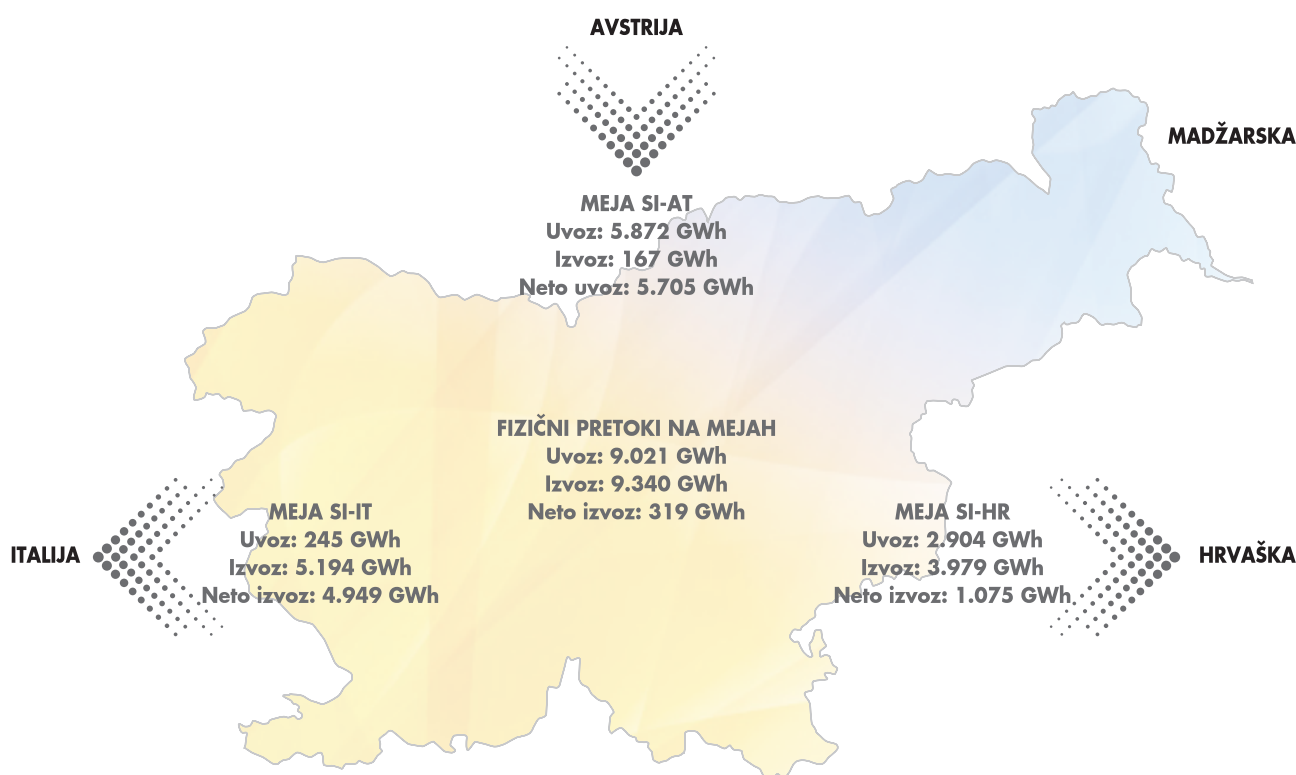 AVSTRIJA
MADŽARSKA
MEJA SI-AT
Uvoz: 5.872 GWh
Izvoz: 167 GWh
Neto uvoz: 5.705 GWh
FIZIČNI PRETOKI NA MEJAH
Uvoz: 9.021 GWh
Izvoz: 9.340 GWh
Neto izvoz: 319 GWh
ITALIJA
MEJA SI-IT
Uvoz: 245 GWh
Izvoz: 5.194 GWh
Neto izvoz: 4.949 GWh
MEJA SI-HR
Uvoz: 2.904 GWh
Izvoz: 3.979 GWh
Neto izvoz: 1.075 GWh
HRVAŠKA